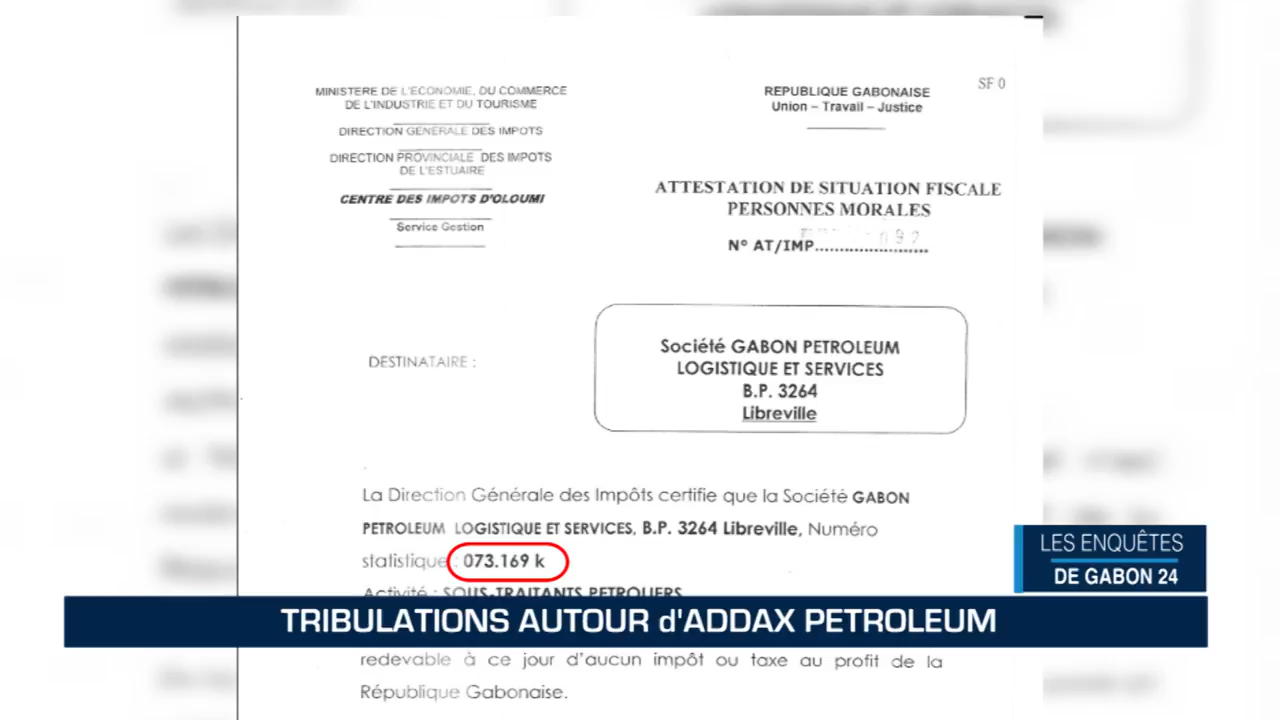 SF 0
MINISTERE DE L'ECONOMIE, DU COMMERCE
DE L'INDUSTRIE ET DU TOURISME
DIRECTION GENERALE DES IMPOTS
DIRECTION PROVINCIALE DES IMPOTS
DE L'ESTUAIRE
CENTRE DES IMPOTS D'OLOUMI
Service Gestion
REPUBLIQUE GABONAISE
Union – Travail – Justice
ATTESTATION DE SITUATION FISCALE
PERSONNES MORALES
N° AT/IMP......................
DESTINATAIRE :
Société GABON PETROLEUM
LOGISTIQUE ET SERVICES
B.P. 3264
Libreville
La Direction Générale des Impôts certifie que la Société GABON
PETROLEUM LOGISTIQUE ET SERVICES, B.P. 3264 Libreville, Numéro
statistique : 073.169 k
Activité : SOUS-TRAITANTS PETROLIERS
redevable à ce jour d'aucun impôt ou taxe au profit de la
République Gabonaise.
LES ENQUÊTES
DE GABON 24
TRIBULATIONS AUTOUR d'ADDAX PETROLEUM